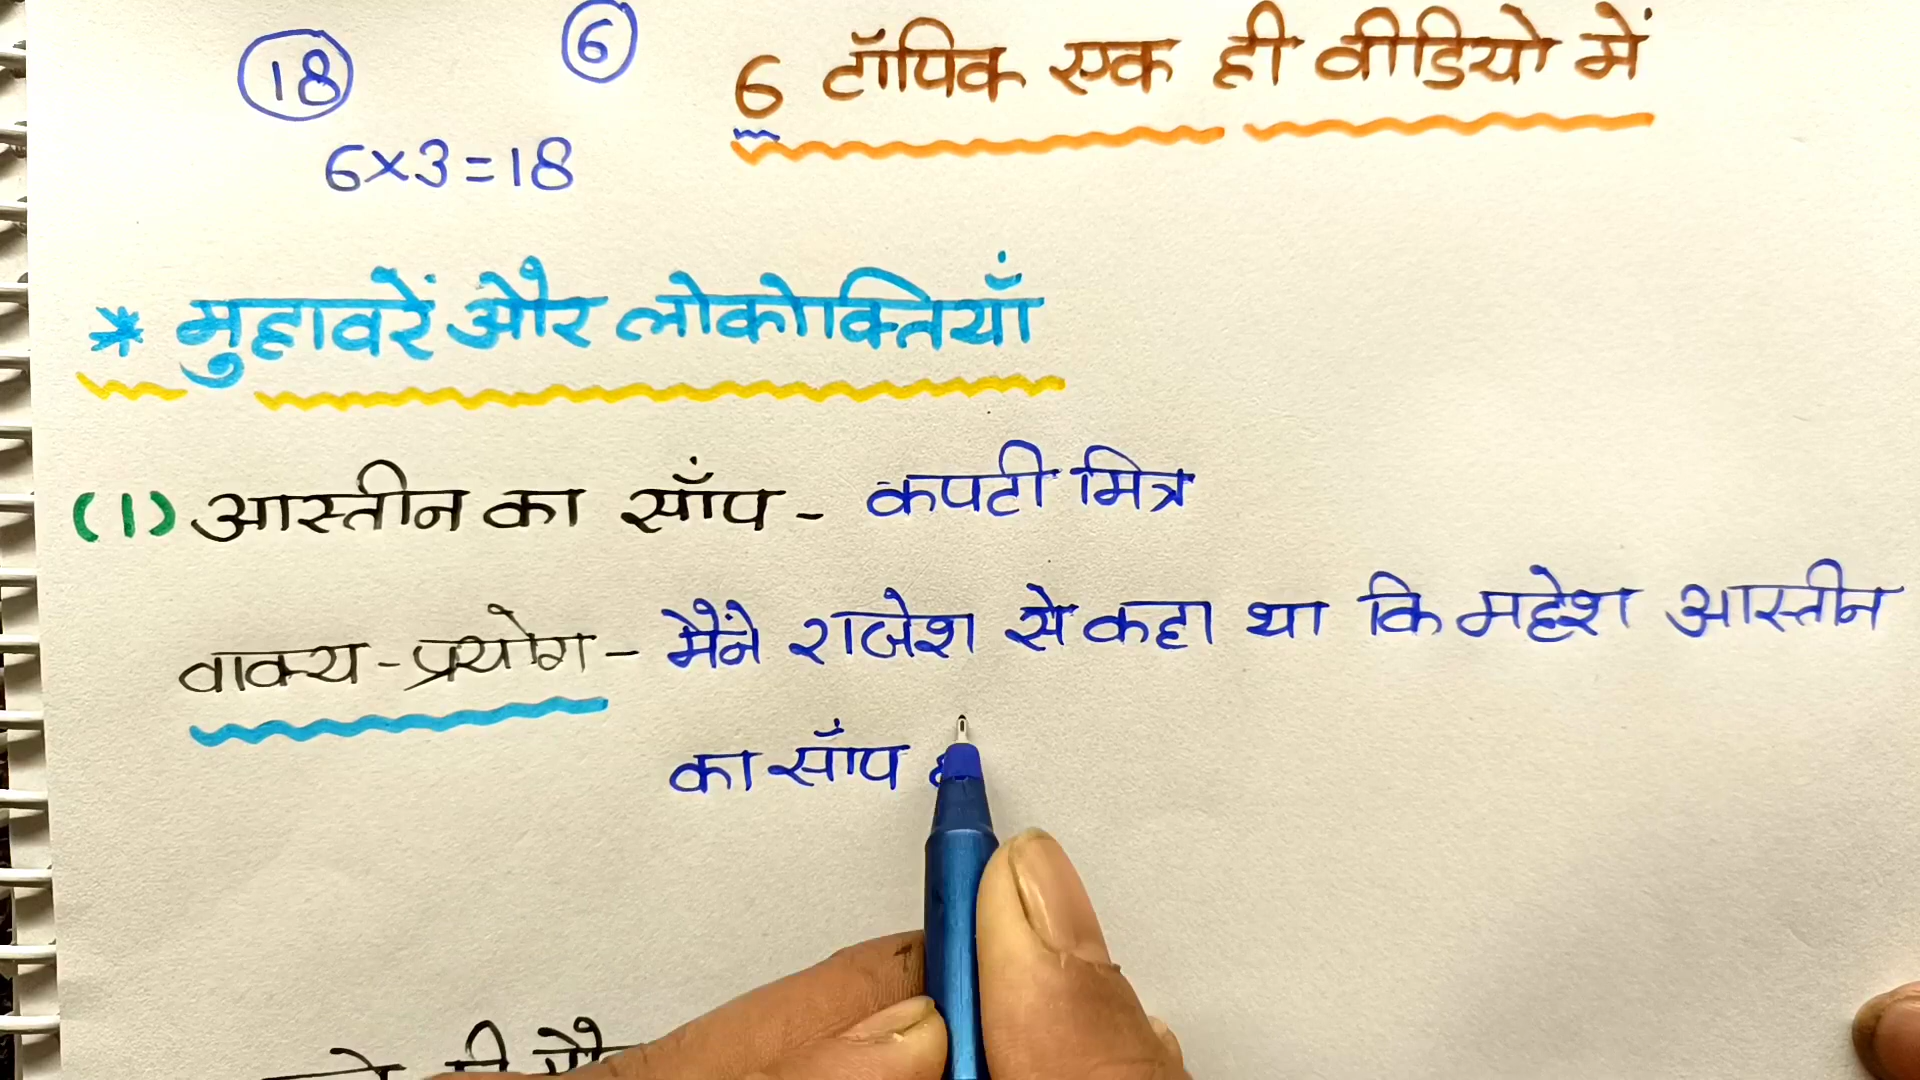 18
6
6 टॉपिक एक ही वीडियो में
6×3=18
* मुहावरें और लोकोक्तियाँ
(1) आस्तीन का साँप - कपटी मित्र
वाक्य-प्रयोग - मैंने राजेश से कहा था कि महेश आस्तीन
का साँप